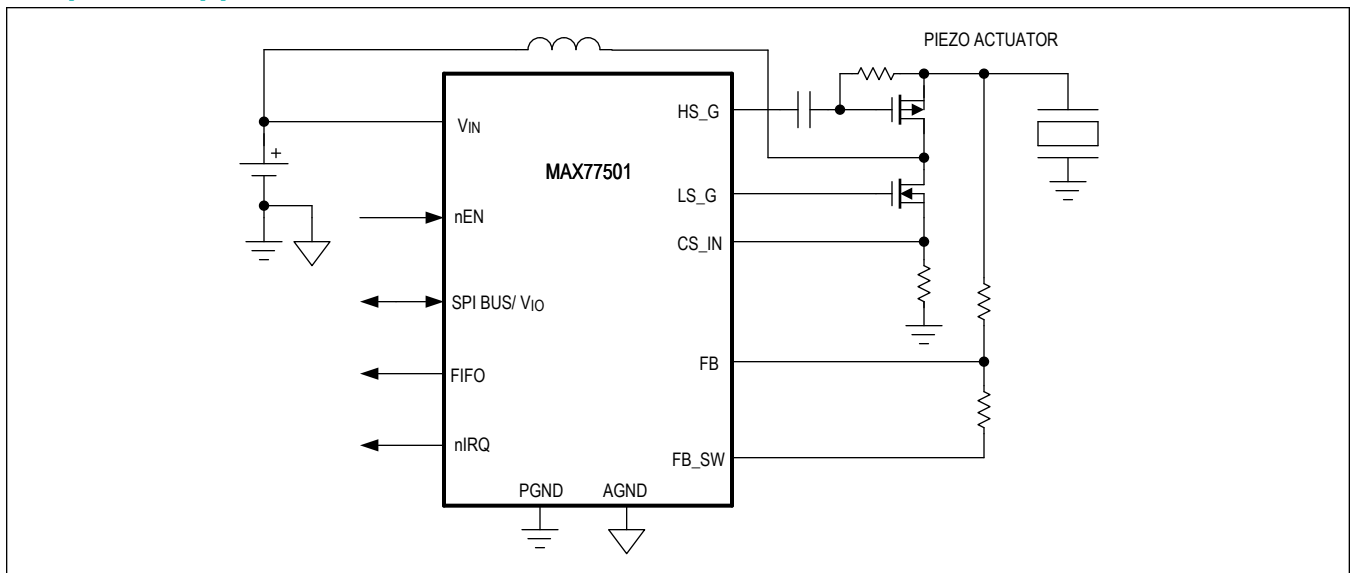 PIEZO ACTUATOR
VIN
HS_G
MAX77501
LS_G
nEN
CS_IN
SPI BUS/ VIO
FB
FIFO
nIRQ
FB_SW
PGND
AGND
+